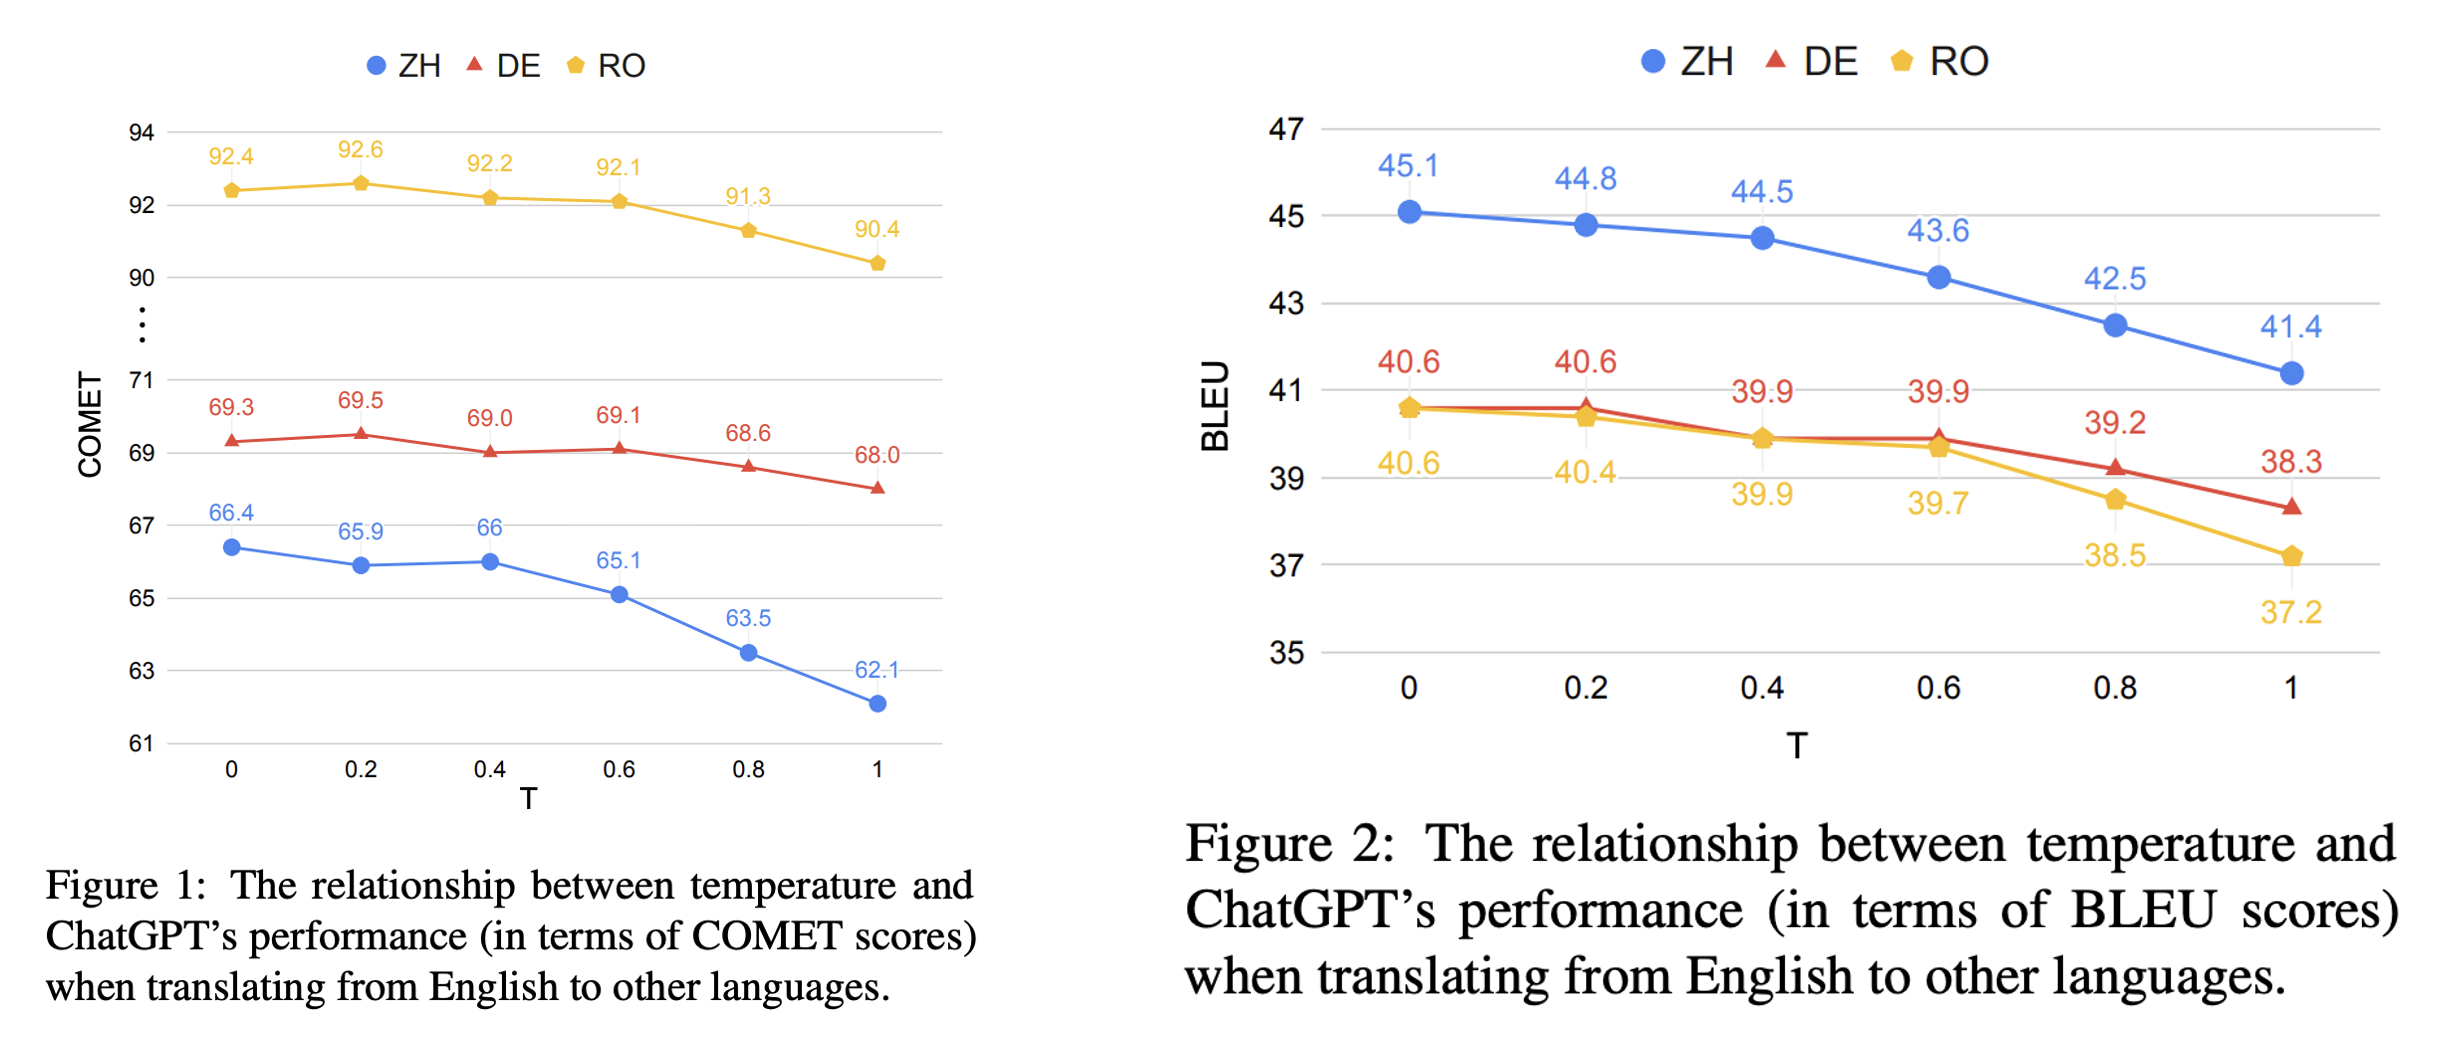 ZH DE RO
94
92.4 92.6 92.2 92.1 91.3 90.4
92
90
⋮
COMET
71
69.3 69.5 69.0 69.1 68.6 68.0
69
66.4 65.9 66 65.1 63.5 62.1
67
65
63
61
0 0.2 0.4 0.6 0.8 1
T
Figure 1: The relationship between temperature and
ChatGPT's performance (in terms of COMET scores)
when translating from English to other languages.
ZH DE RO
47
45.1 44.8 44.5 43.6 42.5 41.4
45
43
BLEU
40.6 40.6 39.9 39.9 39.2 38.3
41
40.6 40.4 39.9 39.7 38.5 37.2
39
37
35
0 0.2 0.4 0.6 0.8 1
T
Figure 2: The relationship between temperature and
ChatGPT's performance (in terms of BLEU scores)
when translating from English to other languages.